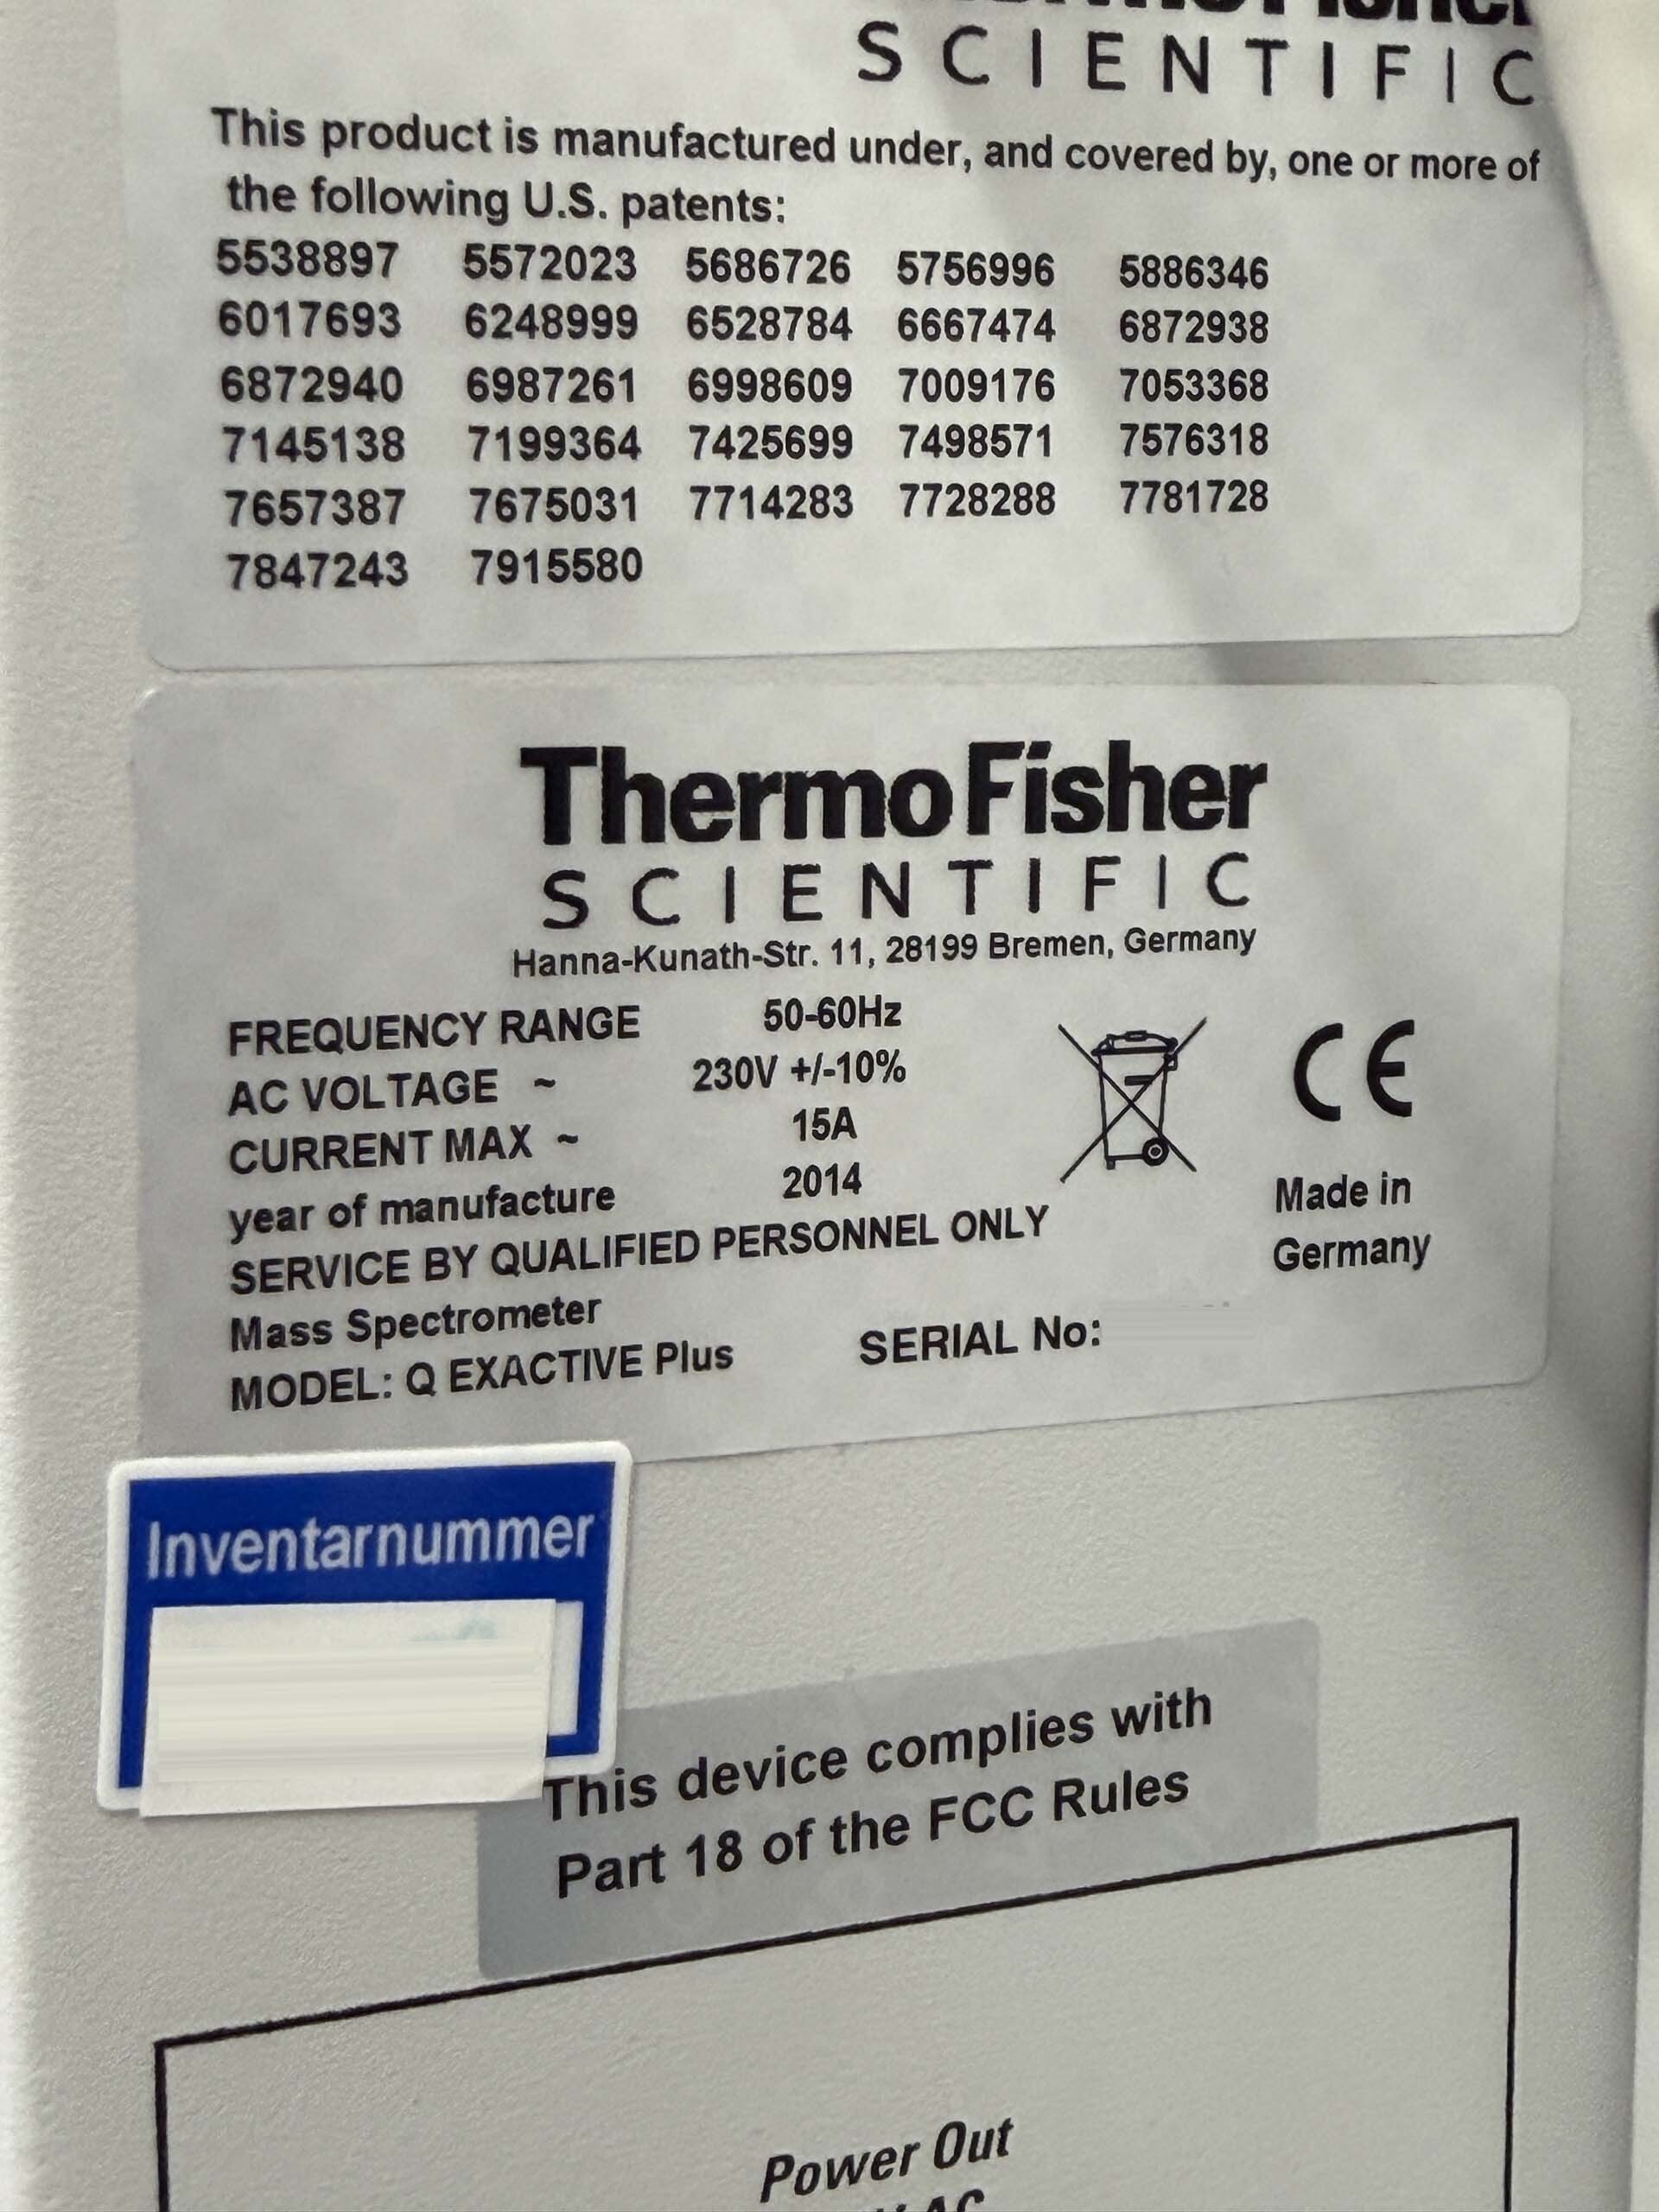 SCIENTIFIC
This product is manufactured under, and covered by, one or more of
the following U.S. patents:
5538897 5572023 5686726 5756996 5886346
6017693 6248999 6528784 6667474 6872938
6872940 6987261 6998609 7009176 7053368
7145138 7199364 7425699 7498571 7576318
7657387 7675031 7714283 7728288 7781728
7847243 7915580
ThermoFisher
SCIENTIFIC
Hanna-Kunath-Str. 11, 28199 Bremen, Germany
FREQUENCY RANGE 50-60Hz
AC VOLTAGE ~ 230V +/-10%
CURRENT MAX ~ 15A
year of manufacture 2014
SERVICE BY QUALIFIED PERSONNEL ONLY
Mass Spectrometer
MODEL: Q EXACTIVE Plus SERIAL No:
CE
Made in
Germany
Inventarnummer
This device complies with
Part 18 of the FCC Rules
Power Out